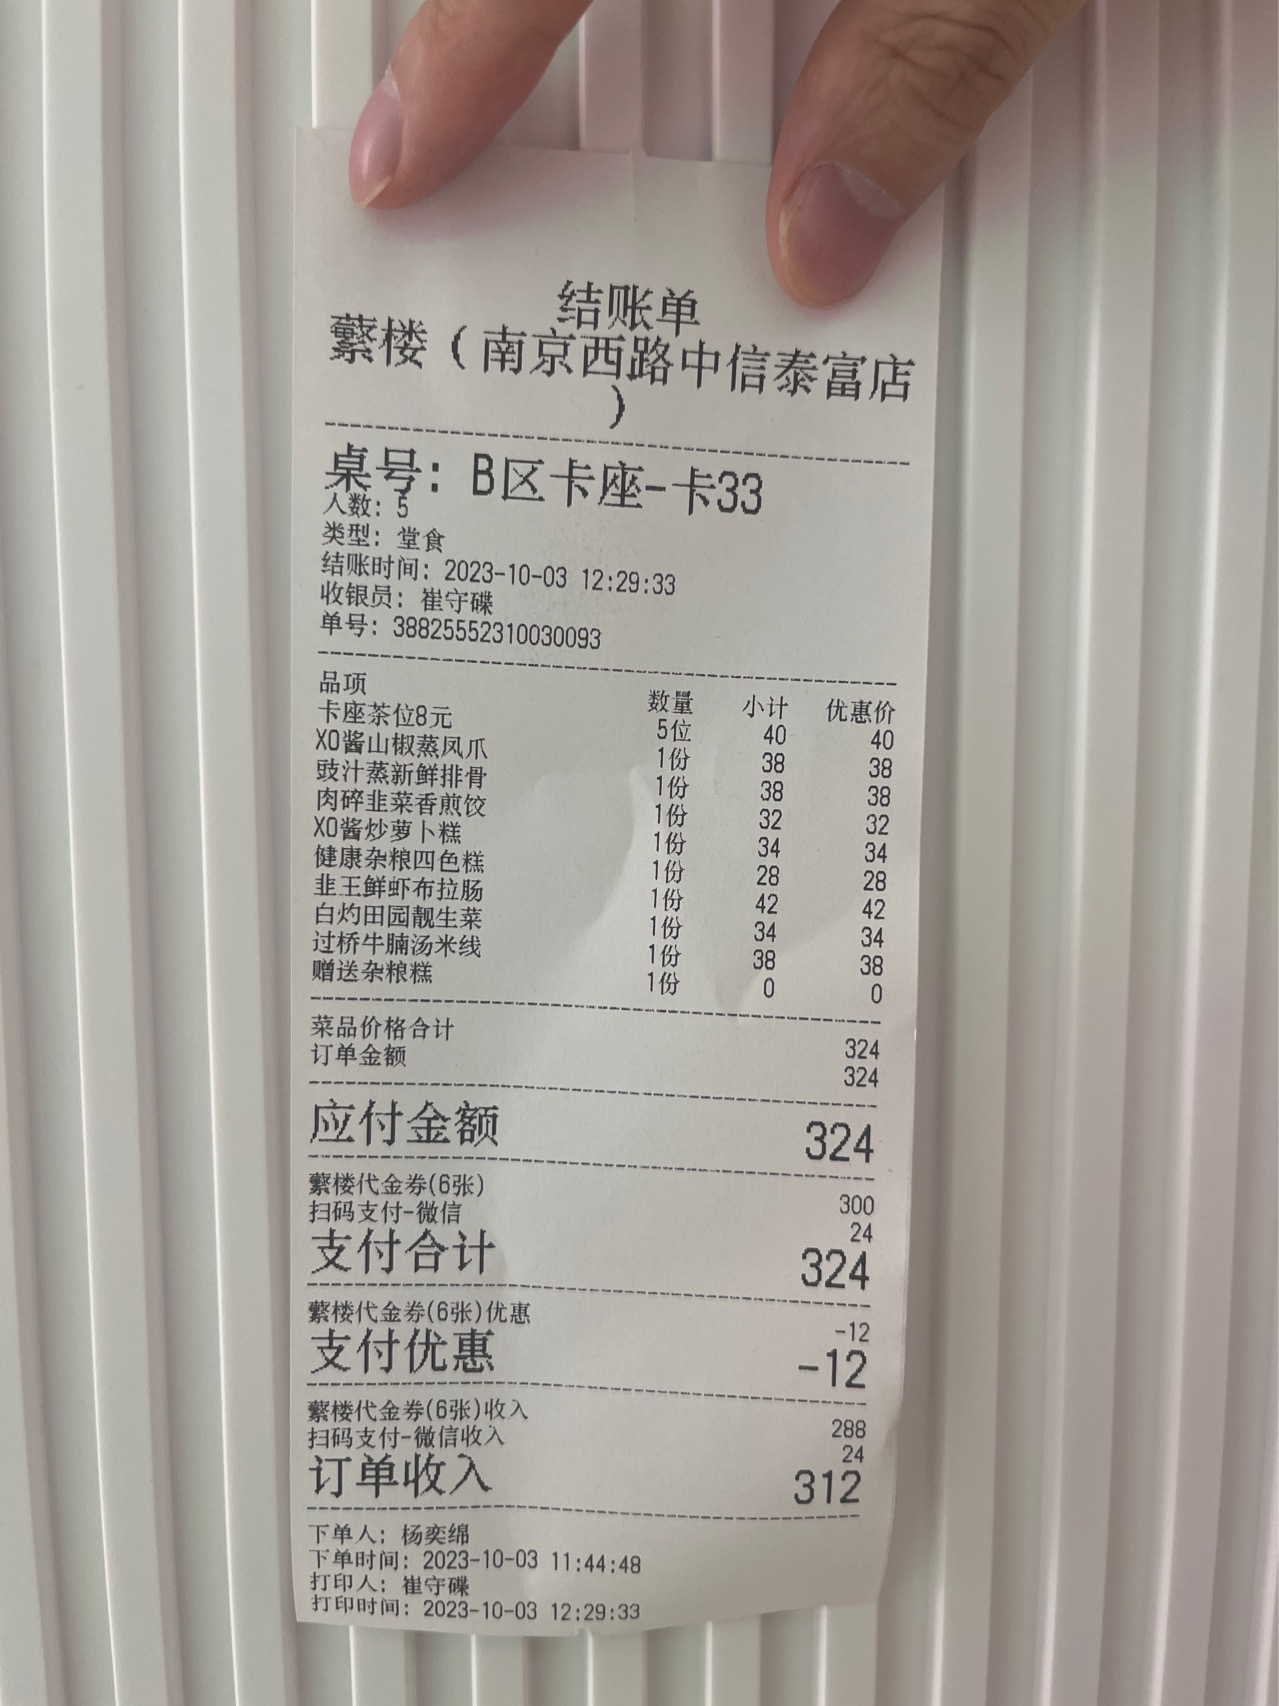 结账单
蘩楼（南京西路中信泰富店
）
桌号：B区卡座-卡33
人数：5
类型：堂食
结账时间：2023-10-03 12:29:33
收银员：崔守碟
单号：38825552310030093
品项 数量 小计 优惠价
卡座茶位8元 5位 40 40
XO酱山椒蒸凤爪 1份 38 38
豉汁蒸新鲜排骨 1份 38 38
肉碎韭菜香煎饺 1份 32 32
XO酱炒萝卜糕 1份 34 34
健康杂粮四色糕 1份 28 28
韭王鲜虾布拉肠 1份 42 42
白灼田园靓生菜 1份 34 34
过桥牛腩汤米线 1份 38 38
赠送杂粮糕 1份 0 0
菜品价格合计 324
订单金额 324
应付金额 324
蘩楼代金券(6张) 300
扫码支付-微信 24
支付合计 324
蘩楼代金券(6张)优惠 -12
支付优惠 -12
蘩楼代金券(6张)收入 288
扫码支付-微信收入 24
订单收入 312
下单人：杨奕绵
下单时间：2023-10-03 11:44:48
打印人：崔守碟
打印时间：2023-10-03 12:29:33